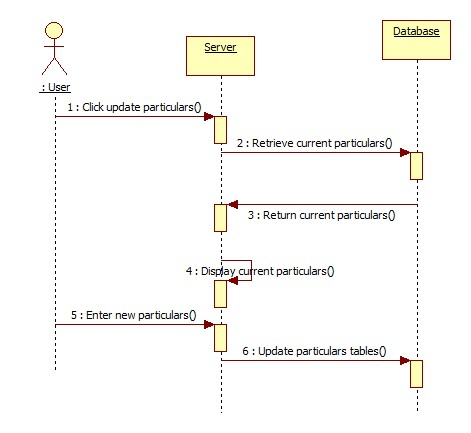 Database
Server
: User
1 : Click update particulars()
2 : Retrieve current particulars()
3 : Return current particulars()
4 : Display current particulars()
5 : Enter new particulars()
6 : Update particulars tables()